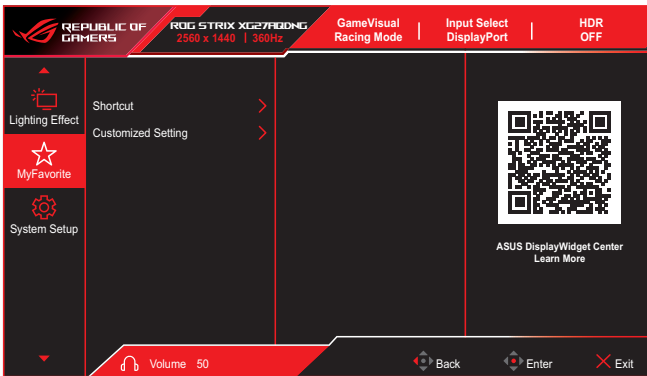 REPUBLIC OF
GAMERS
ROG STRIX XG27AQDNG
2560 x 1440 | 360Hz
GameVisual
Racing Mode
Input Select
DisplayPort
HDR
OFF
Lighting Effect
MyFavorite
System Setup
Shortcut
Customized Setting
ASUS DisplayWidget Center
Learn More
Volume 50
Back
Enter
Exit